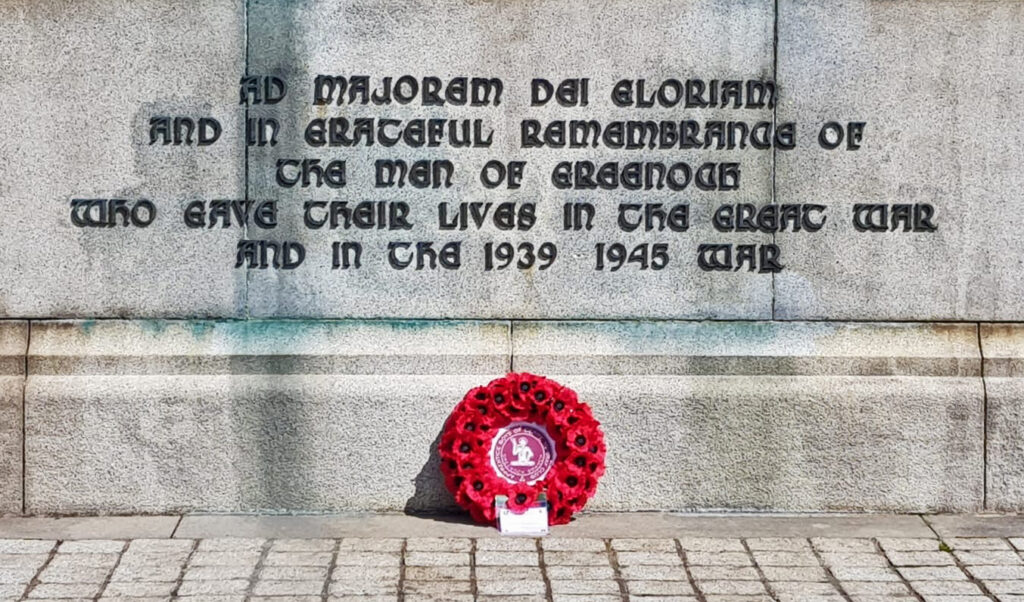 AD MAJOREM DEI GLORIAM
AND IN GRATEFUL REMEMBRANCE OF
THE MEN OF GREENOCH
WHO GAVE THEIR LIVES IN THE GREAT WAR
AND IN THE 1939 1945 WAR